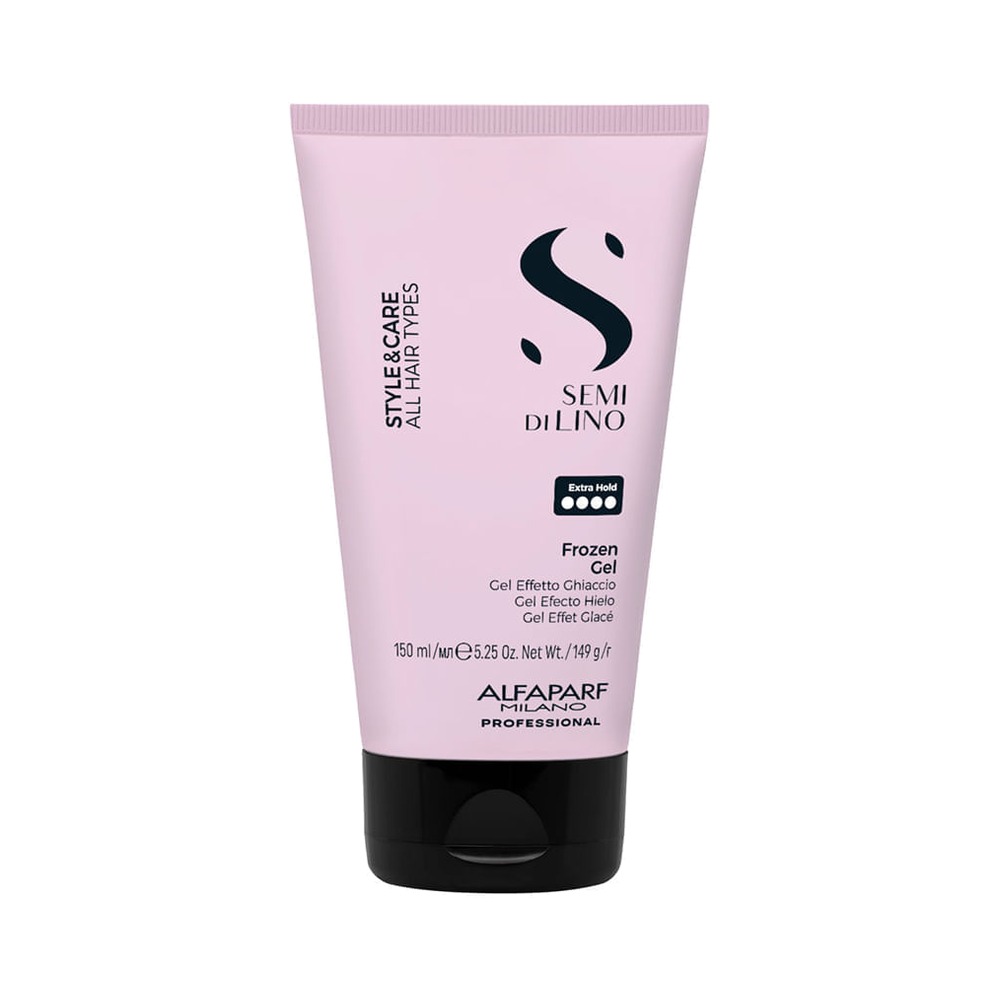 STYLE&CARE
ALL HAIR TYPES
SEMI
DI LINO
Extra Hold
Frozen
Gel
Gel Effetto Ghiaccio
Gel Efecto Hielo
Gel Effet Glacé
150 ml/мл ℮ 5.25 Oz. Net Wt./149 g/г
ALFAPARF
MILANO
PROFESSIONAL